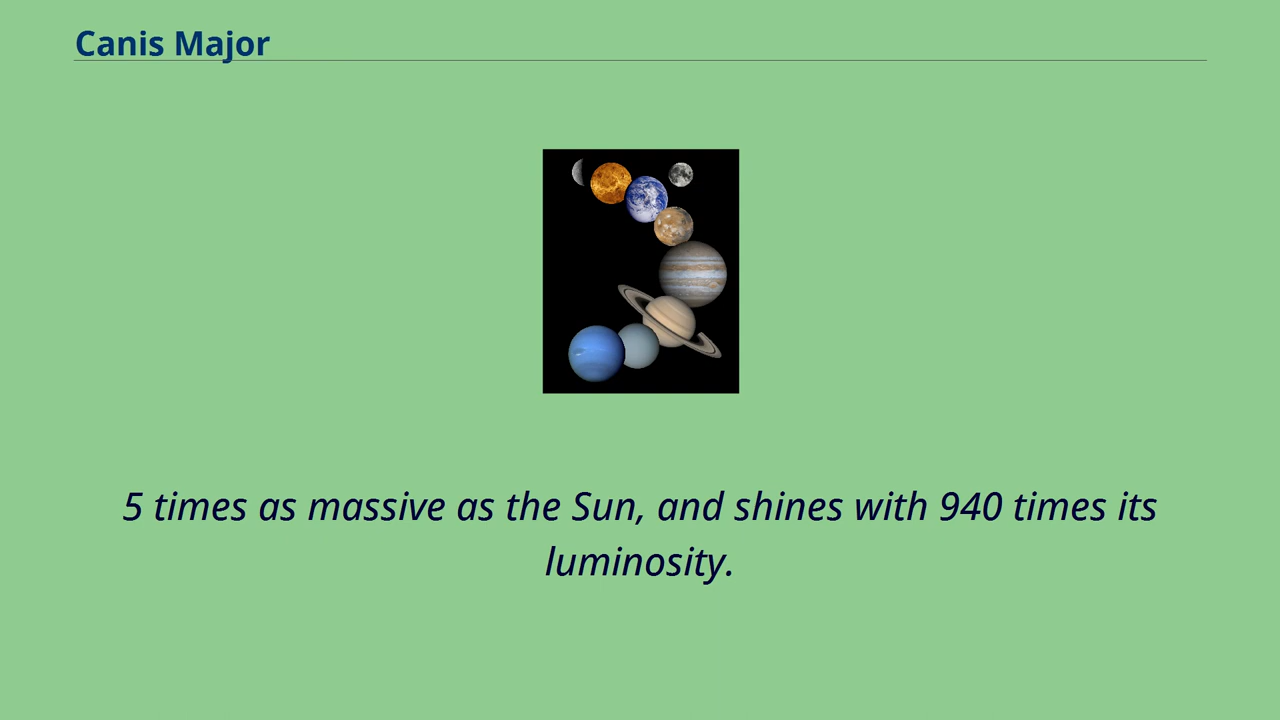 Canis Major
5 times as massive as the Sun, and shines with 940 times its
luminosity.